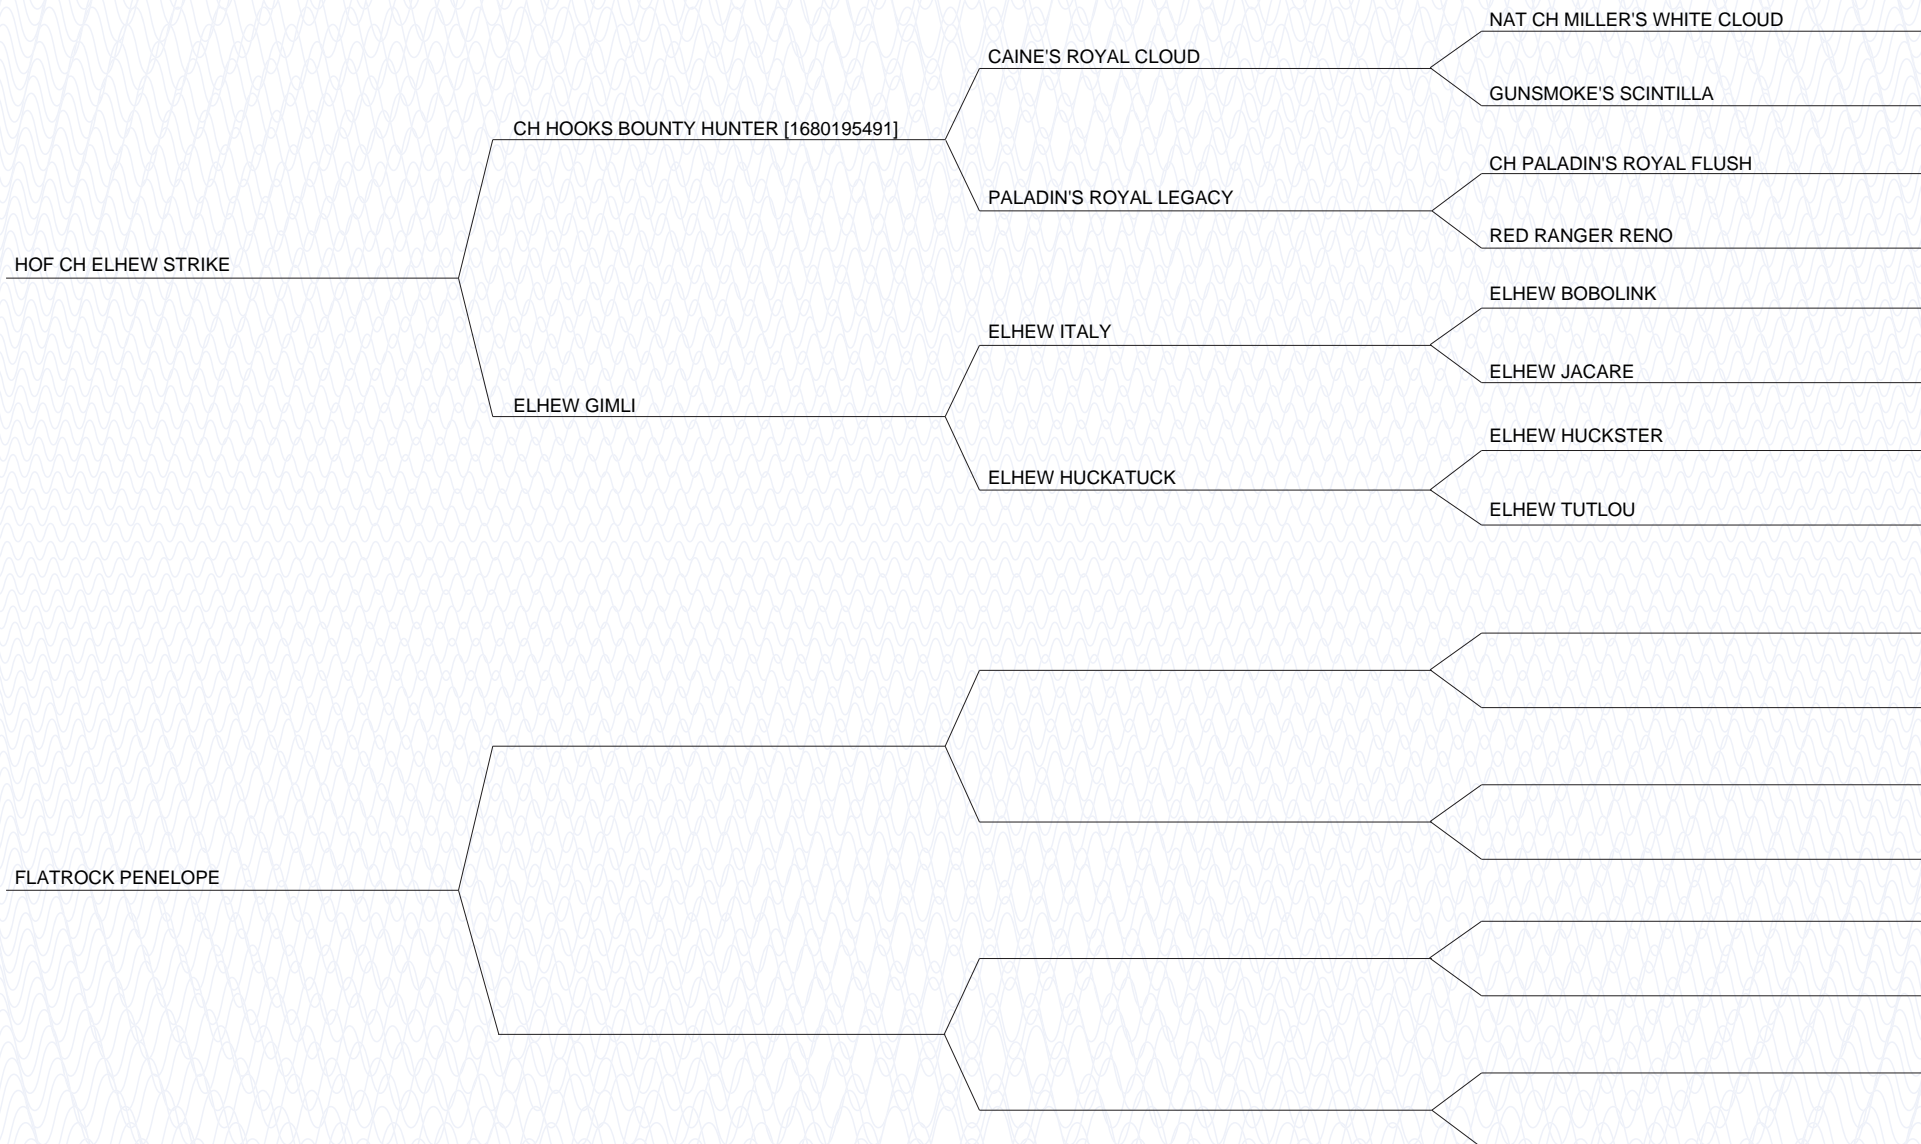 NAT CH MILLER'S WHITE CLOUD
CAINE'S ROYAL CLOUD
GUNSMOKE'S SCINTILLA
CH HOOKS BOUNTY HUNTER [1680195491]
CH PALADIN'S ROYAL FLUSH
PALADIN'S ROYAL LEGACY
RED RANGER RENO
HOF CH ELHEW STRIKE
ELHEW BOBOLINK
ELHEW ITALY
ELHEW JACARE
ELHEW GIMLI
ELHEW HUCKSTER
ELHEW HUCKATUCK
ELHEW TUTLOU
FLATROCK PENELOPE